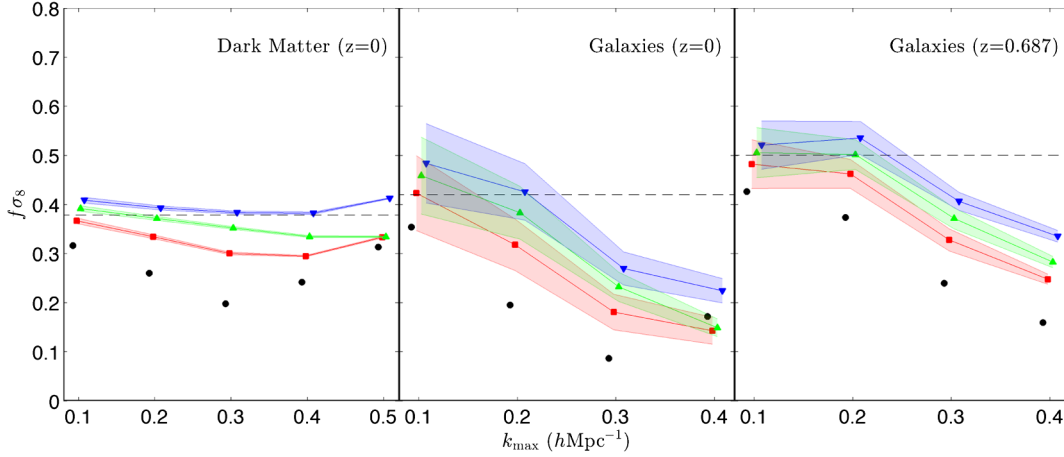 0.8
0.7
0.6
0.5
0.4
0.3
0.2
0.1
0
fσ₈
Dark Matter (z=0)
Galaxies (z=0)
Galaxies (z=0.687)
0.1 0.2 0.3 0.4 0.5 0.1 0.2 0.3 0.4 0.1 0.2 0.3 0.4
k_max (hMpc⁻¹)